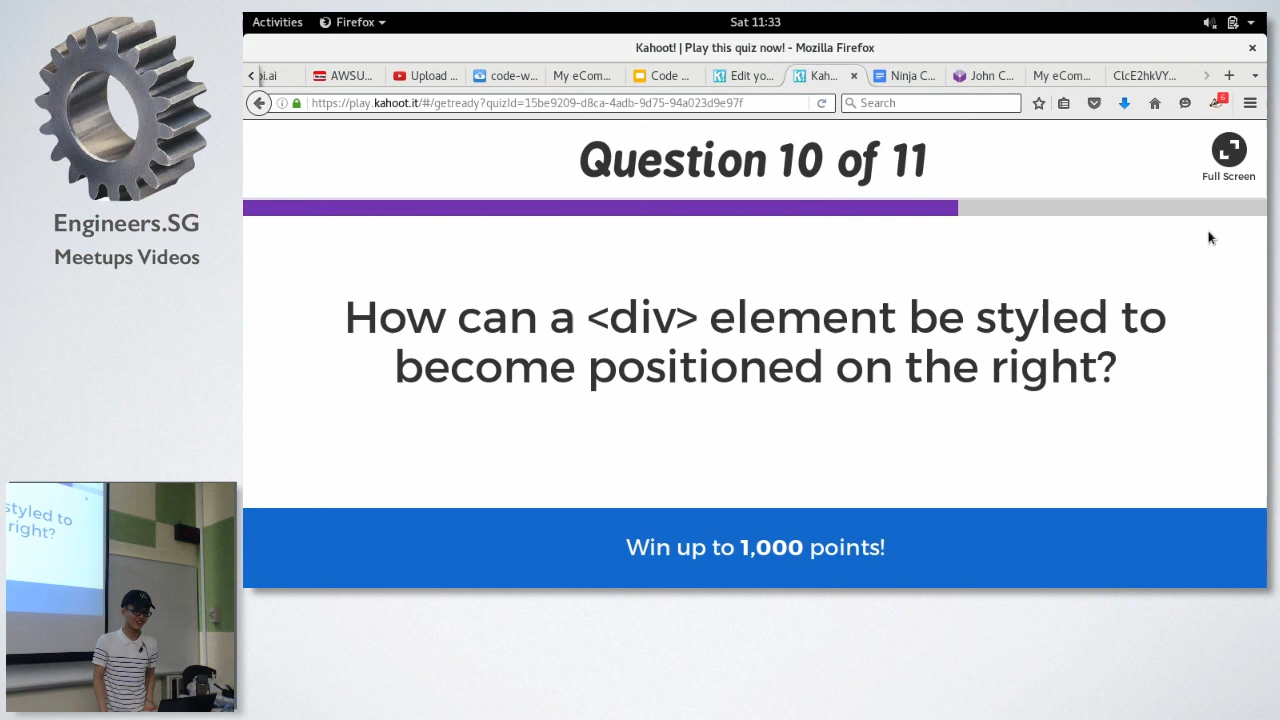 Engineers.SG
Meetups Videos
Activities
Firefox
Sat 11:33
Kahoot! | Play this quiz now! - Mozilla Firefox
×
ɔi.ai
AWSU...
Upload ...
code-w...
My eCom...
Code ...
Edit yo...
Kah...
Ninja C...
John C...
My eCom...
ClcE2hkVY...
https://play.kahoot.it/#/getready?quizId=15be9209-d8ca-4adb-9d75-94a023d9e97f
Search
6
Question 10 of 11
Full Screen
How can a <div> element be styled to
become positioned on the right?
Win up to 1,000 points!
styled to
right?